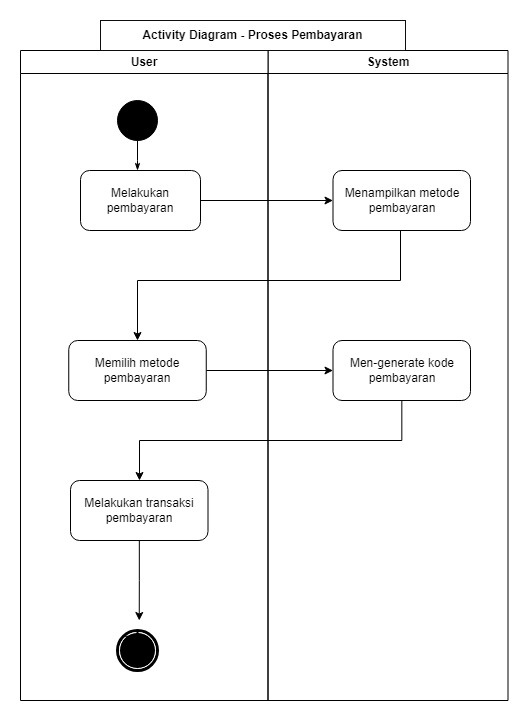 Activity Diagram - Proses Pembayaran
User
System
Melakukan
pembayaran
Menampilkan metode
pembayaran
Memilih metode
pembayaran
Men-generate kode
pembayaran
Melakukan transaksi
pembayaran